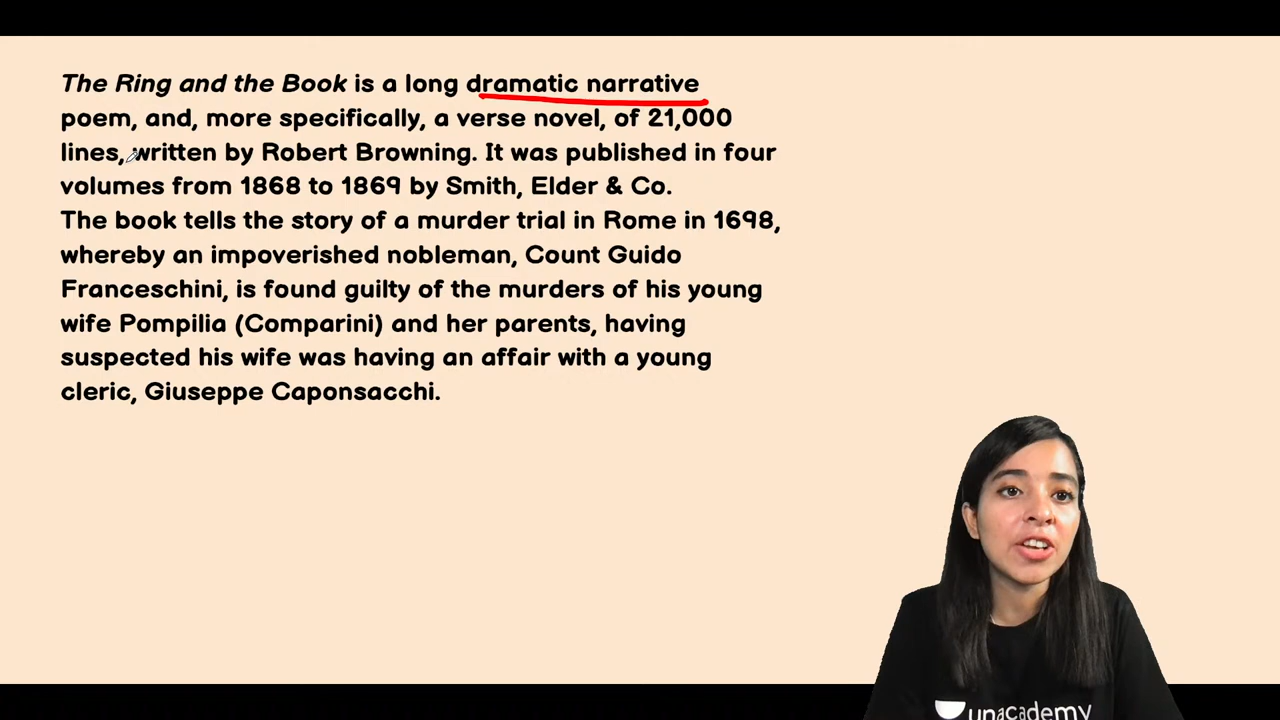 The Ring and the Book is a long dramatic narrative
poem, and, more specifically, a verse novel, of 21,000
lines, written by Robert Browning. It was published in four
volumes from 1868 to 1869 by Smith, Elder & Co.
The book tells the story of a murder trial in Rome in 1698,
whereby an impoverished nobleman, Count Guido
Franceschini, is found guilty of the murders of his young
wife Pompilia (Comparini) and her parents, having
suspected his wife was having an affair with a young
cleric, Giuseppe Caponsacchi.
unacademy